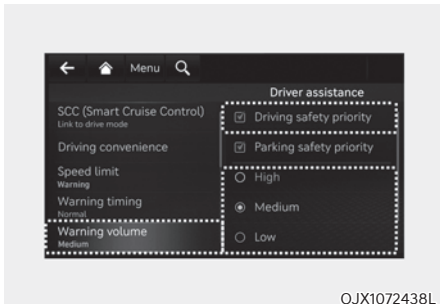 Menu
Driver assistance
SCC (Smart Cruise Control)
Link to drive mode
Driving convenience
Speed limit
Warning
Warning timing
Normal
Warning volume
Medium
Driving safety priority
Parking safety priority
High
Medium
Low
OJX1072438L